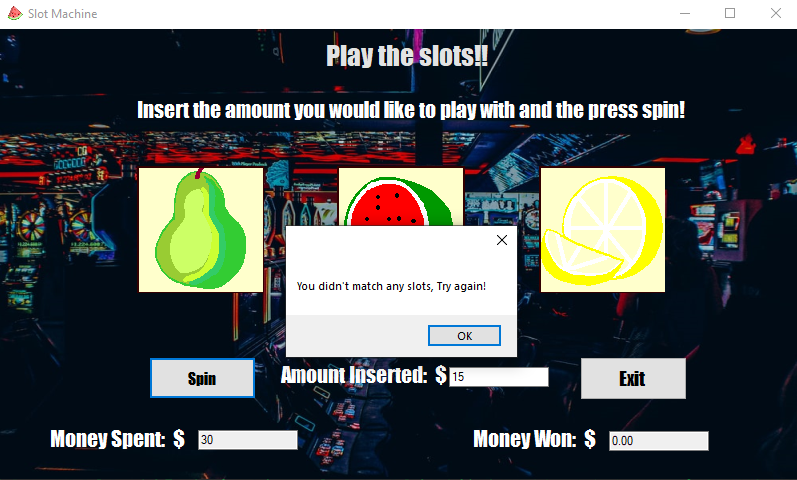 Slot Machine
Play the slots!!
Insert the amount you would like to play with and the press spin!
You didn't match any slots, Try again!
OK
Spin
Amount Inserted: $ 15
Exit
Money Spent: $ 30
Money Won: $ 0.00